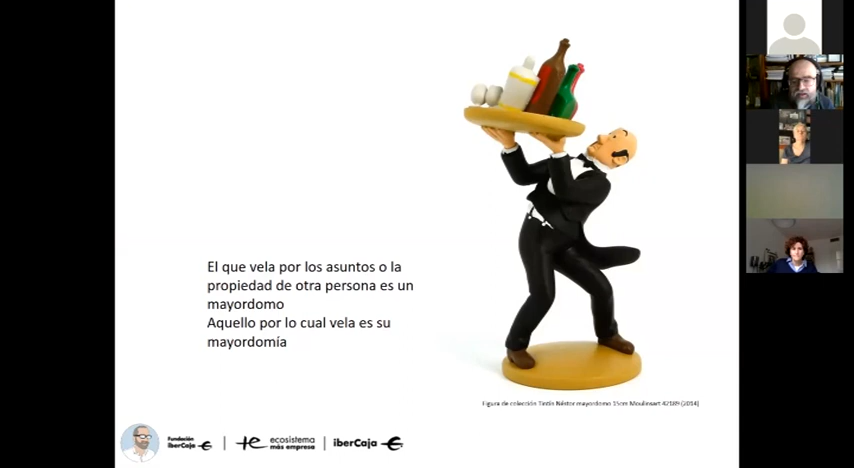 El que vela por los asuntos o la
propiedad de otra persona es un
mayordomo
Aquello por lo cual vela es su
mayordomía
Figura de colección Tintín Néstor mayordomo 15cm Moulinsart 42189 (2014)
Fundación
iberCaja
+e
ecosistema
más empresa
iberCaja